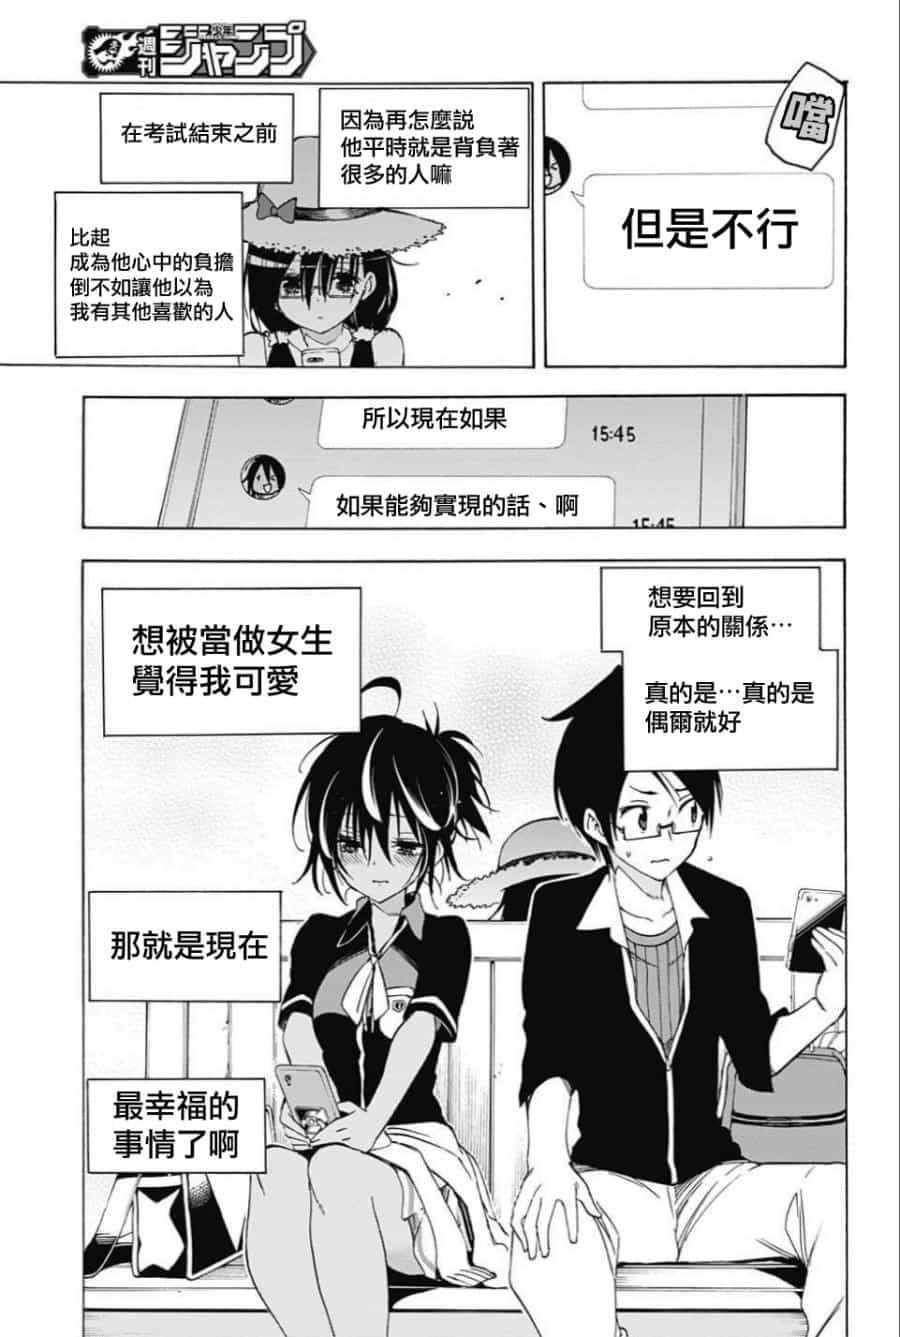 週刊
少年
ジャンプ
噹
但是不行
因為再怎麼説
他平時就是背負著
很多的人嘛
在考試結束之前
比起
成為他心中的負擔
倒不如讓他以為
我有其他喜歡的人
所以現在如果
15:45
如果能夠實現的話、啊
15:45
想要回到
原本的關係…
真的是…真的是
偶爾就好
想被當做女生
覺得我可愛
那就是現在
最幸福的
事情了啊